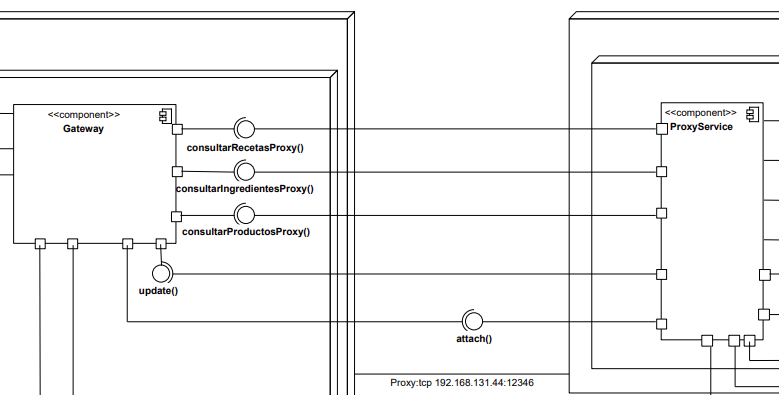 <<component>>
Gateway
<<component>>
ProxyService
consultarRecetasProxy()
consultarIngredientesProxy()
consultarProductosProxy()
update()
attach()
Proxy:tcp 192.168.131.44:12346